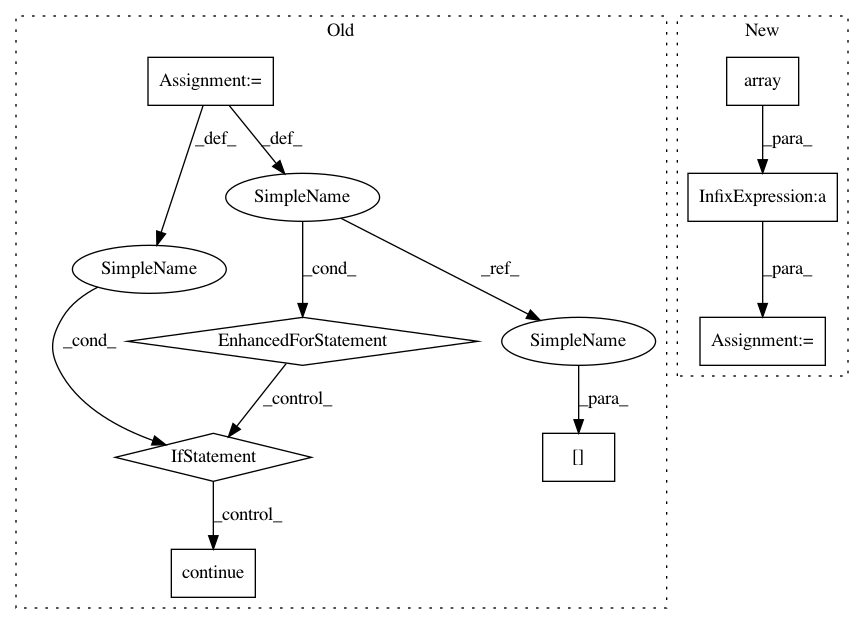 Old
New
Assignment:=
array
_def_
_def_
_para_
SimpleName
InfixExpression:a
SimpleName
_cond_
_ref_
_para_
_cond_
EnhancedForStatement
SimpleName
Assignment:=
_control_
_para_
IfStatement
[]
_control_
continue